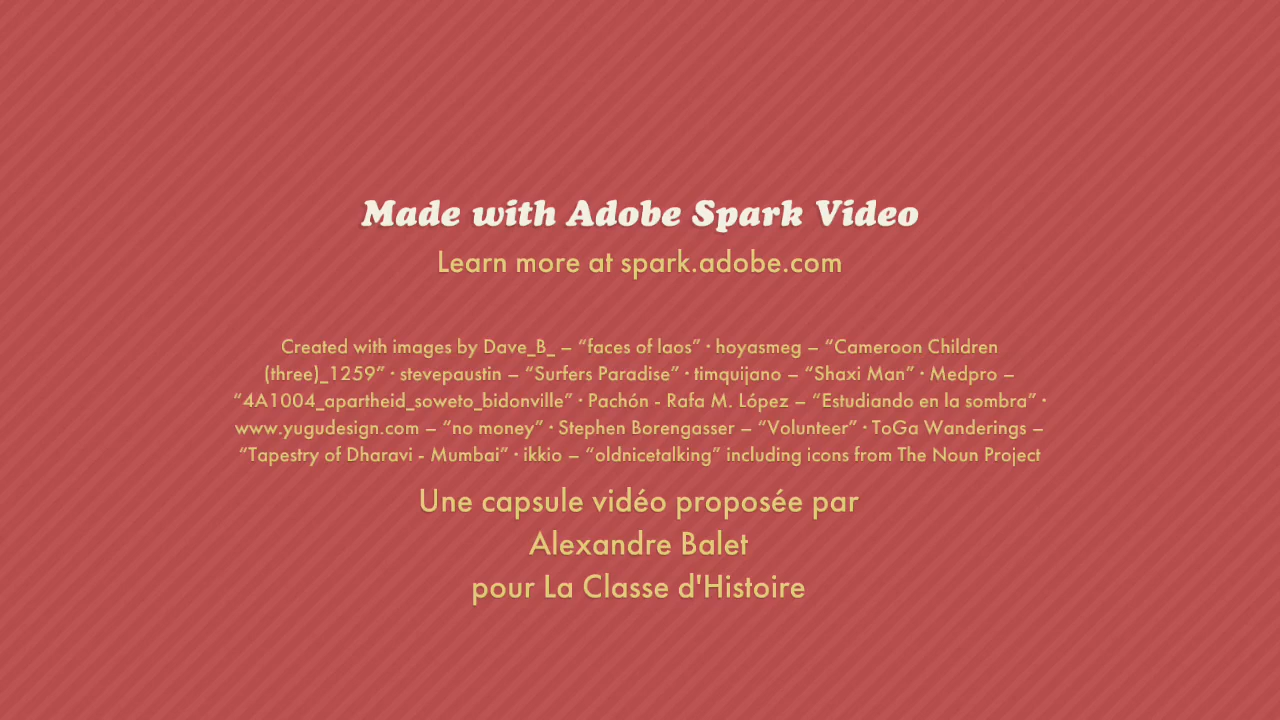 Made with Adobe Spark Video
Learn more at spark.adobe.com
Created with images by Dave_B_ – “faces of laos” • hoyasmeg – “Cameroon Children
(three)_1259” • stevepaustin – “Surfers Paradise” • timquijano – “Shaxi Man” • Medpro –
“4A1004_apartheid_soweto_bidonville” • Pachón - Rafa M. López – “Estudiando en la sombra” •
www.yugudesign.com – “no money” • Stephen Borengasser – “Volunteer” • ToGa Wanderings –
“Tapestry of Dharavi - Mumbai” • ikkio – “oldnicetalking” including icons from The Noun Project
Une capsule vidéo proposée par
Alexandre Balet
pour La Classe d'Histoire